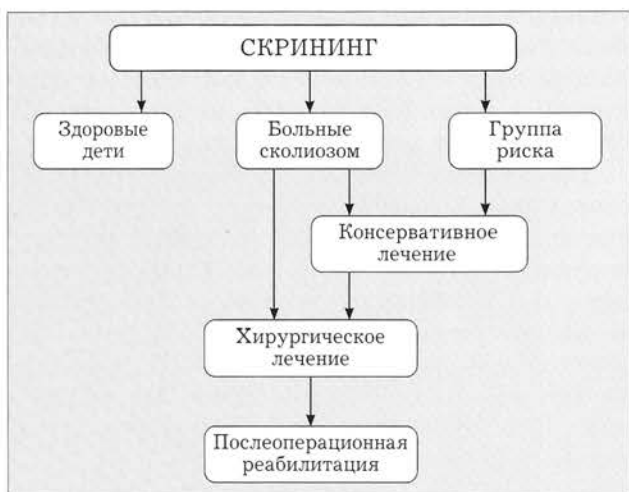 СКРИНИНГ
Здоровые
дети
Больные
сколиозом
Группа
риска
Консервативное
лечение
Хирургическое
лечение
Послеоперационная
реабилитация